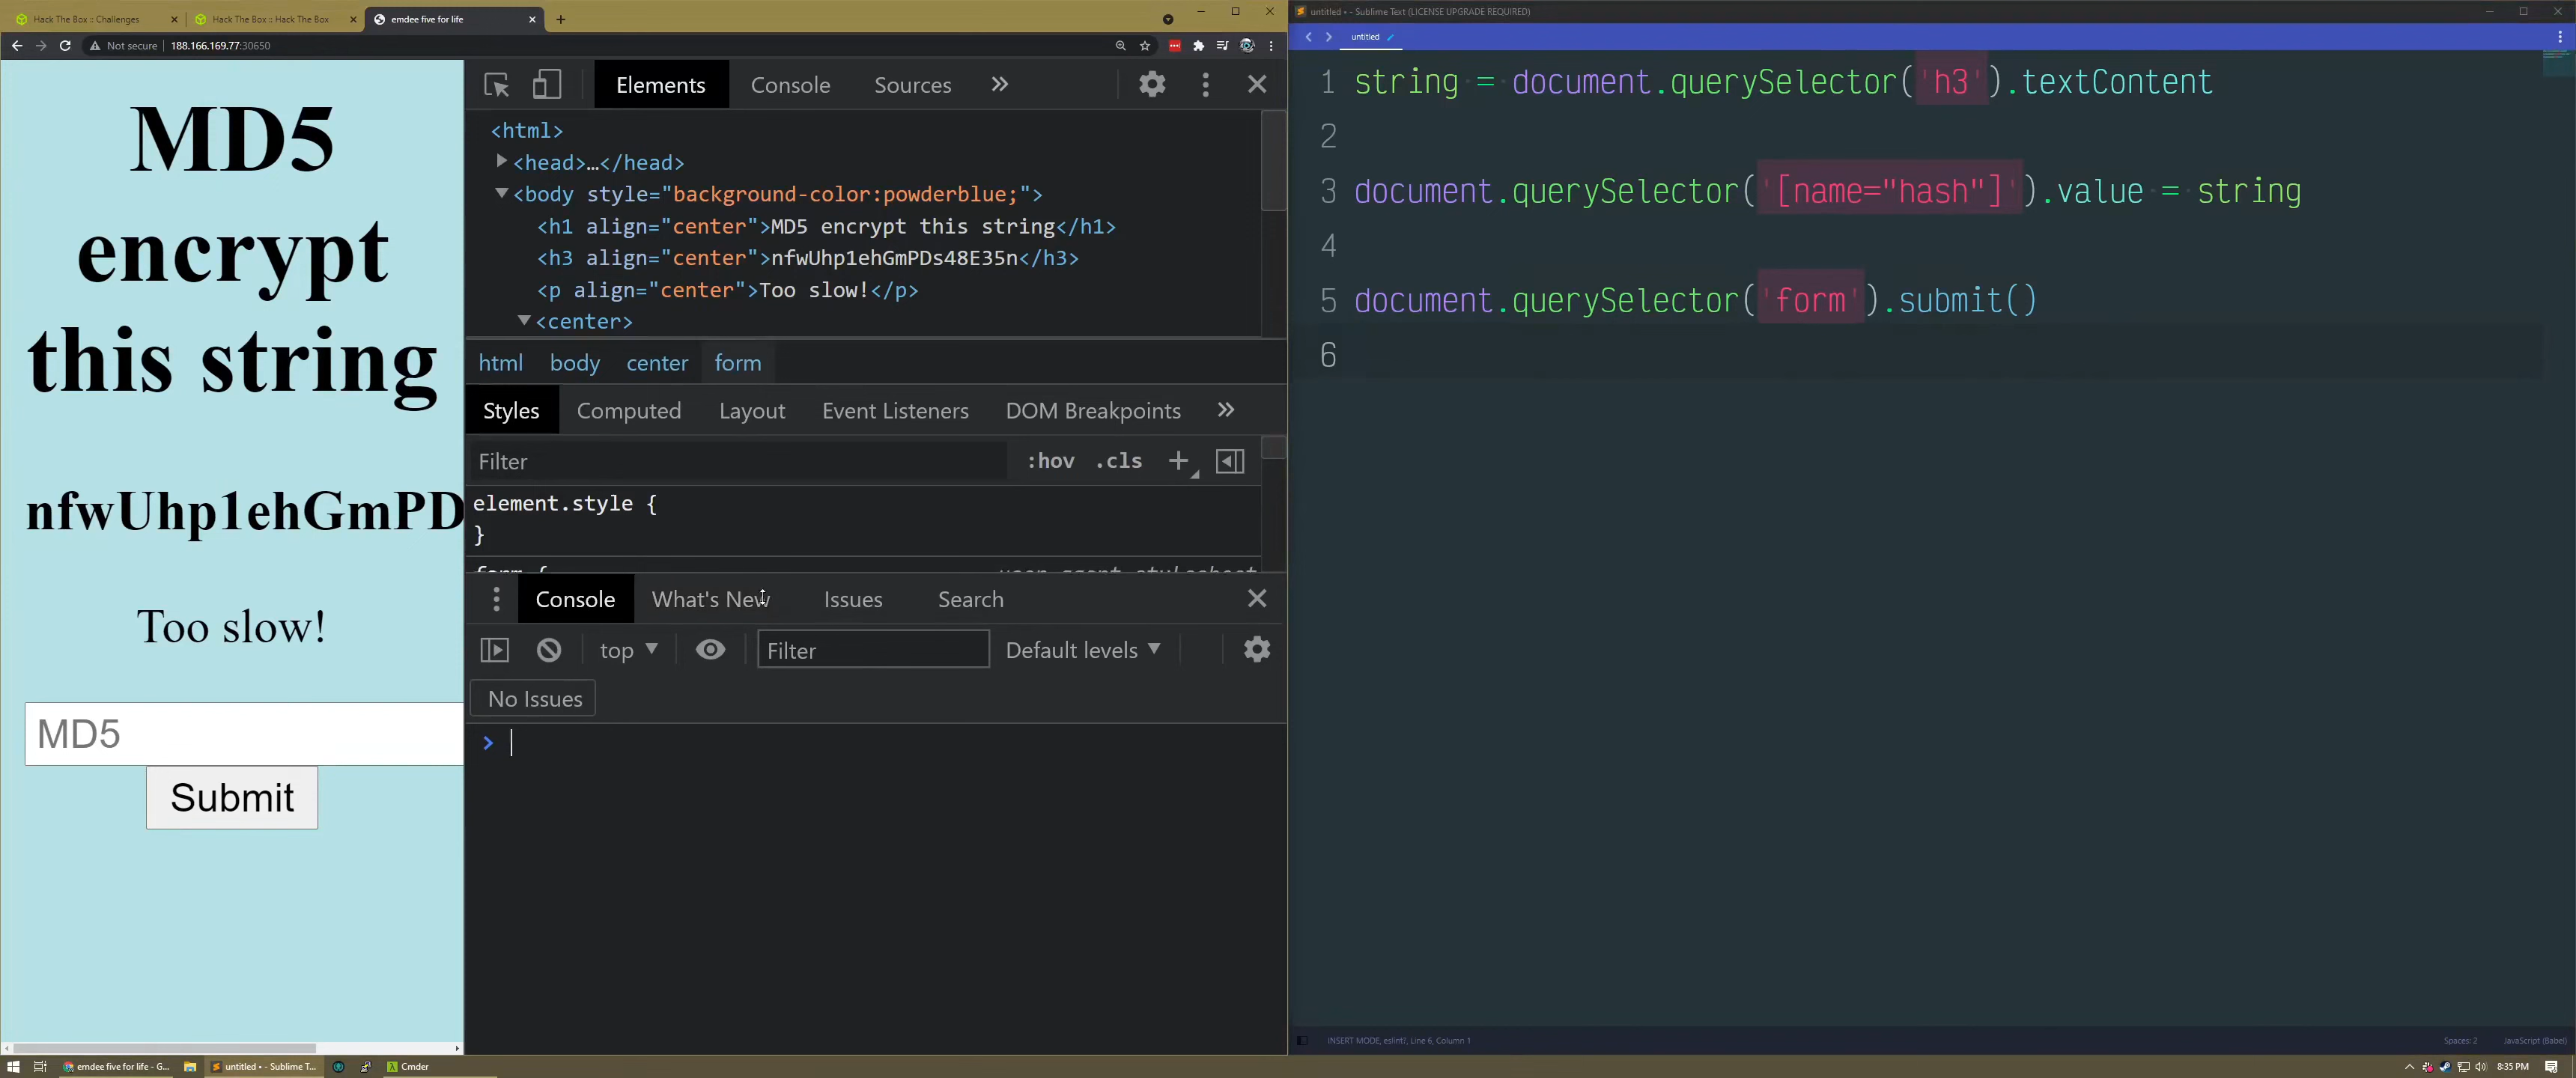 Hack The Box :: Challenges
Hack The Box :: Hack The Box
emdee five for life
Not secure
188.166.169.77:30650
MD5
encrypt
this string
nfwUhp1ehGmPD
Too slow!
MD5
Submit
Elements
Console
Sources
<html>
<head>…</head>
<body style="background-color:powderblue;">
<h1 align="center">MD5 encrypt this string</h1>
<h3 align="center">nfwUhp1ehGmPDs48E35n</h3>
<p align="center">Too slow!</p>
<center>
html body center form
Styles Computed Layout Event Listeners DOM Breakpoints
Filter :hov .cls
element.style {
}
Console What's New Issues Search
top Filter Default levels
No Issues
untitled • - Sublime Text (LICENSE UPGRADE REQUIRED)
untitled
1 string = document.querySelector('h3').textContent
2
3 document.querySelector('[name="hash"]').value = string
4
5 document.querySelector('form').submit()
6
INSERT MODE, eslint?, Line 6, Column 1
Spaces: 2
JavaScript (Babel)
emdee five for life - G...
untitled • - Sublime T...
Cmder
8:35 PM